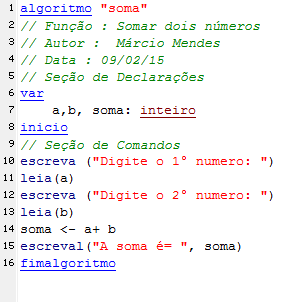 1 algoritmo "soma"
2 // Função : Somar dois números
3 // Autor :  Márcio Mendes
4 // Data : 09/02/15
5 // Seção de Declarações
6 var
7     a,b, soma: inteiro
8 inicio
9 // Seção de Comandos
10 escreva ("Digite o 1° numero: ")
11 leia(a)
12 escreva ("Digite o 2° numero: ")
13 leia(b)
14 soma <- a+ b
15 escreval("A soma é= ", soma)
16 fimalgoritmo